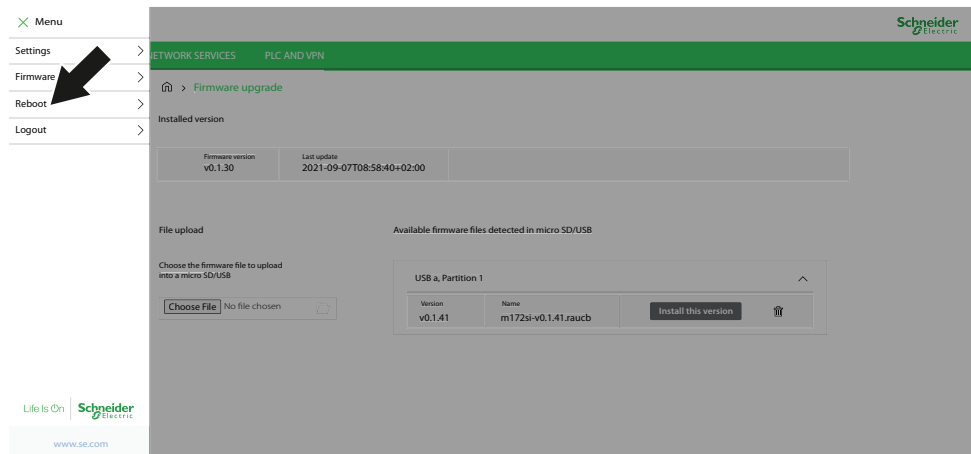 Menu
Settings
Firmware
Reboot
Logout
Life Is On
Schneider
Electric
www.se.com
Schneider
Electric
ETWORK SERVICES
PLC AND VPN
> Firmware upgrade
Installed version
Firmware version
v0.1.30
Last update
2021-09-07T08:58:40+02:00
File upload
Choose the firmware file to upload
into a micro SD/USB
Choose File No file chosen
Available firmware files detected in micro SD/USB
USB a, Partition 1
Version
v0.1.41
Name
m172si-v0.1.41.raucb
Install this version